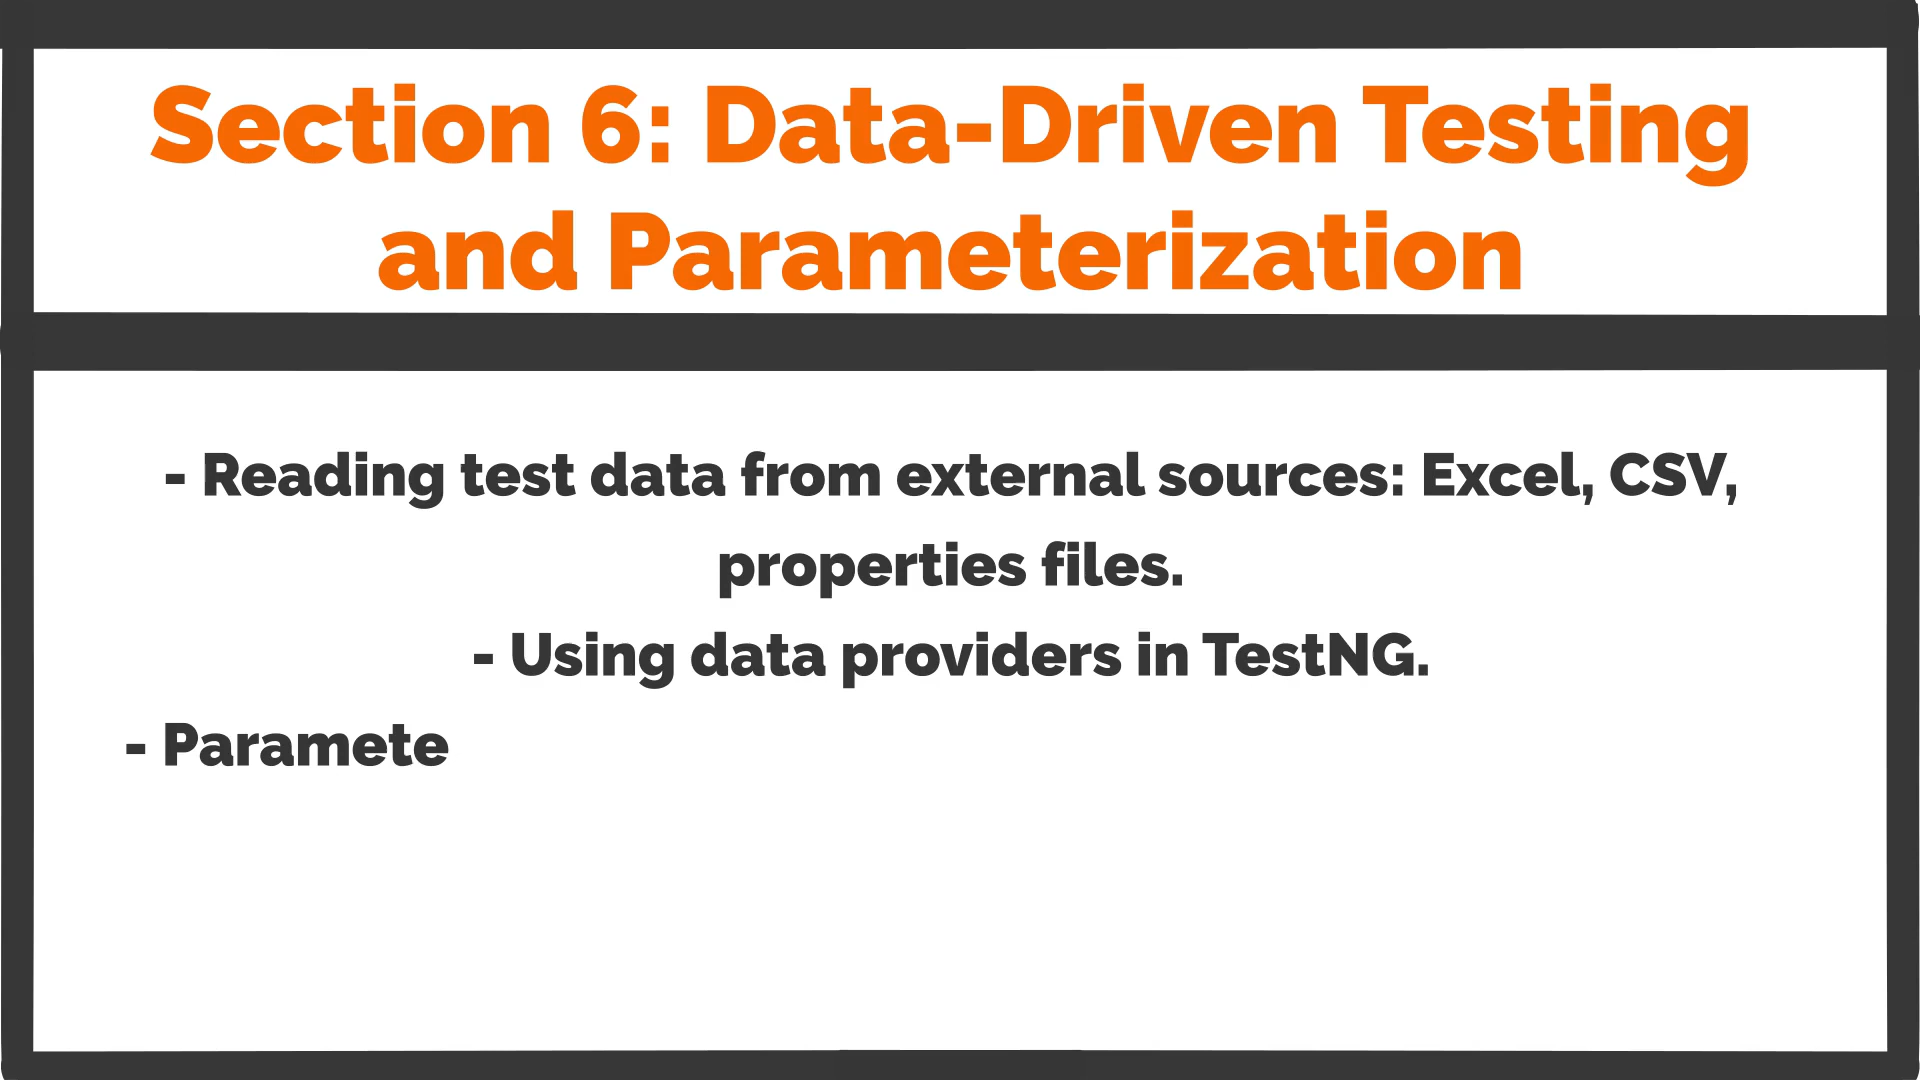 Section 6: Data-Driven Testing
and Parameterization
- Reading test data from external sources: Excel, CSV,
properties files.
- Using data providers in TestNG.
- Paramete